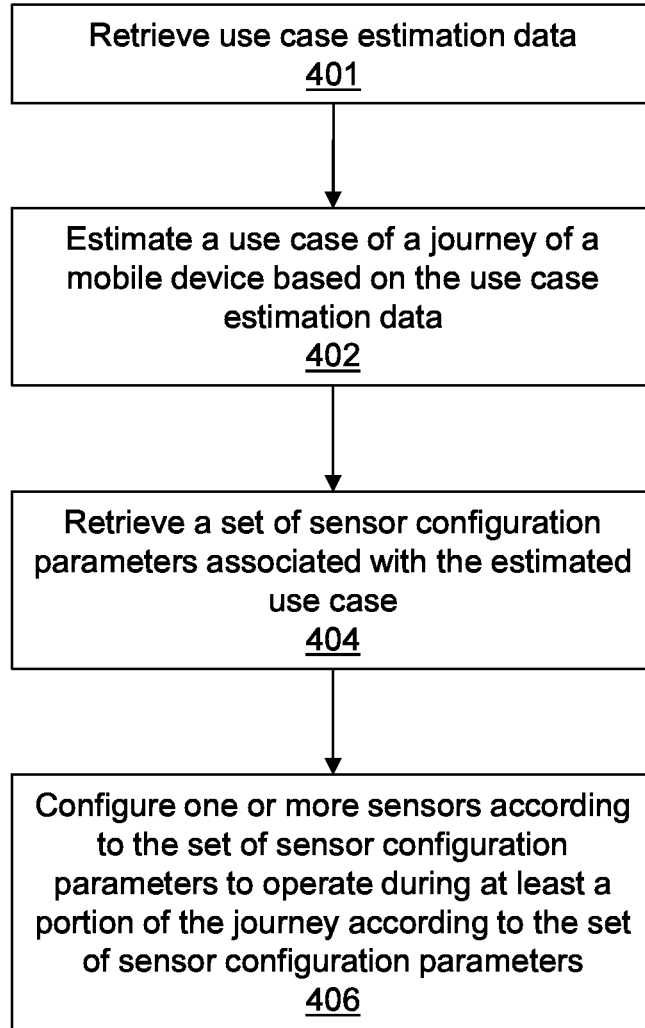 Retrieve use case estimation data
401
Estimate a use case of a journey of a
mobile device based on the use case
estimation data
402
Retrieve a set of sensor configuration
parameters associated with the estimated
use case
404
Configure one or more sensors according
to the set of sensor configuration
parameters to operate during at least a
portion of the journey according to the set
of sensor configuration parameters
406